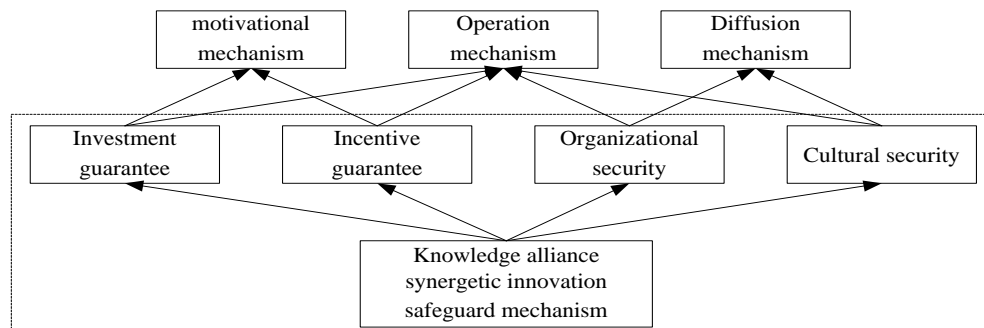 motivational
mechanism
Operation
mechanism
Diffusion
mechanism
Investment
guarantee
Incentive
guarantee
Organizational
security
Cultural security
Knowledge alliance
synergetic innovation
safeguard mechanism